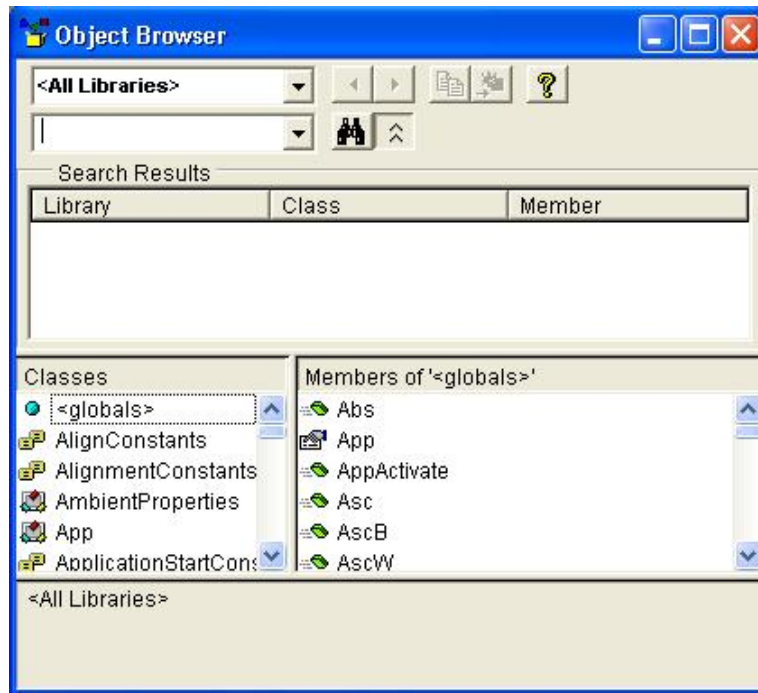 Object Browser
<All Libraries>
Search Results
Library Class Member
Classes
<globals>
AlignConstants
AlignmentConstants
AmbientProperties
App
ApplicationStartCons
Members of '<globals>'
Abs
App
AppActivate
Asc
AscB
AscW
<All Libraries>